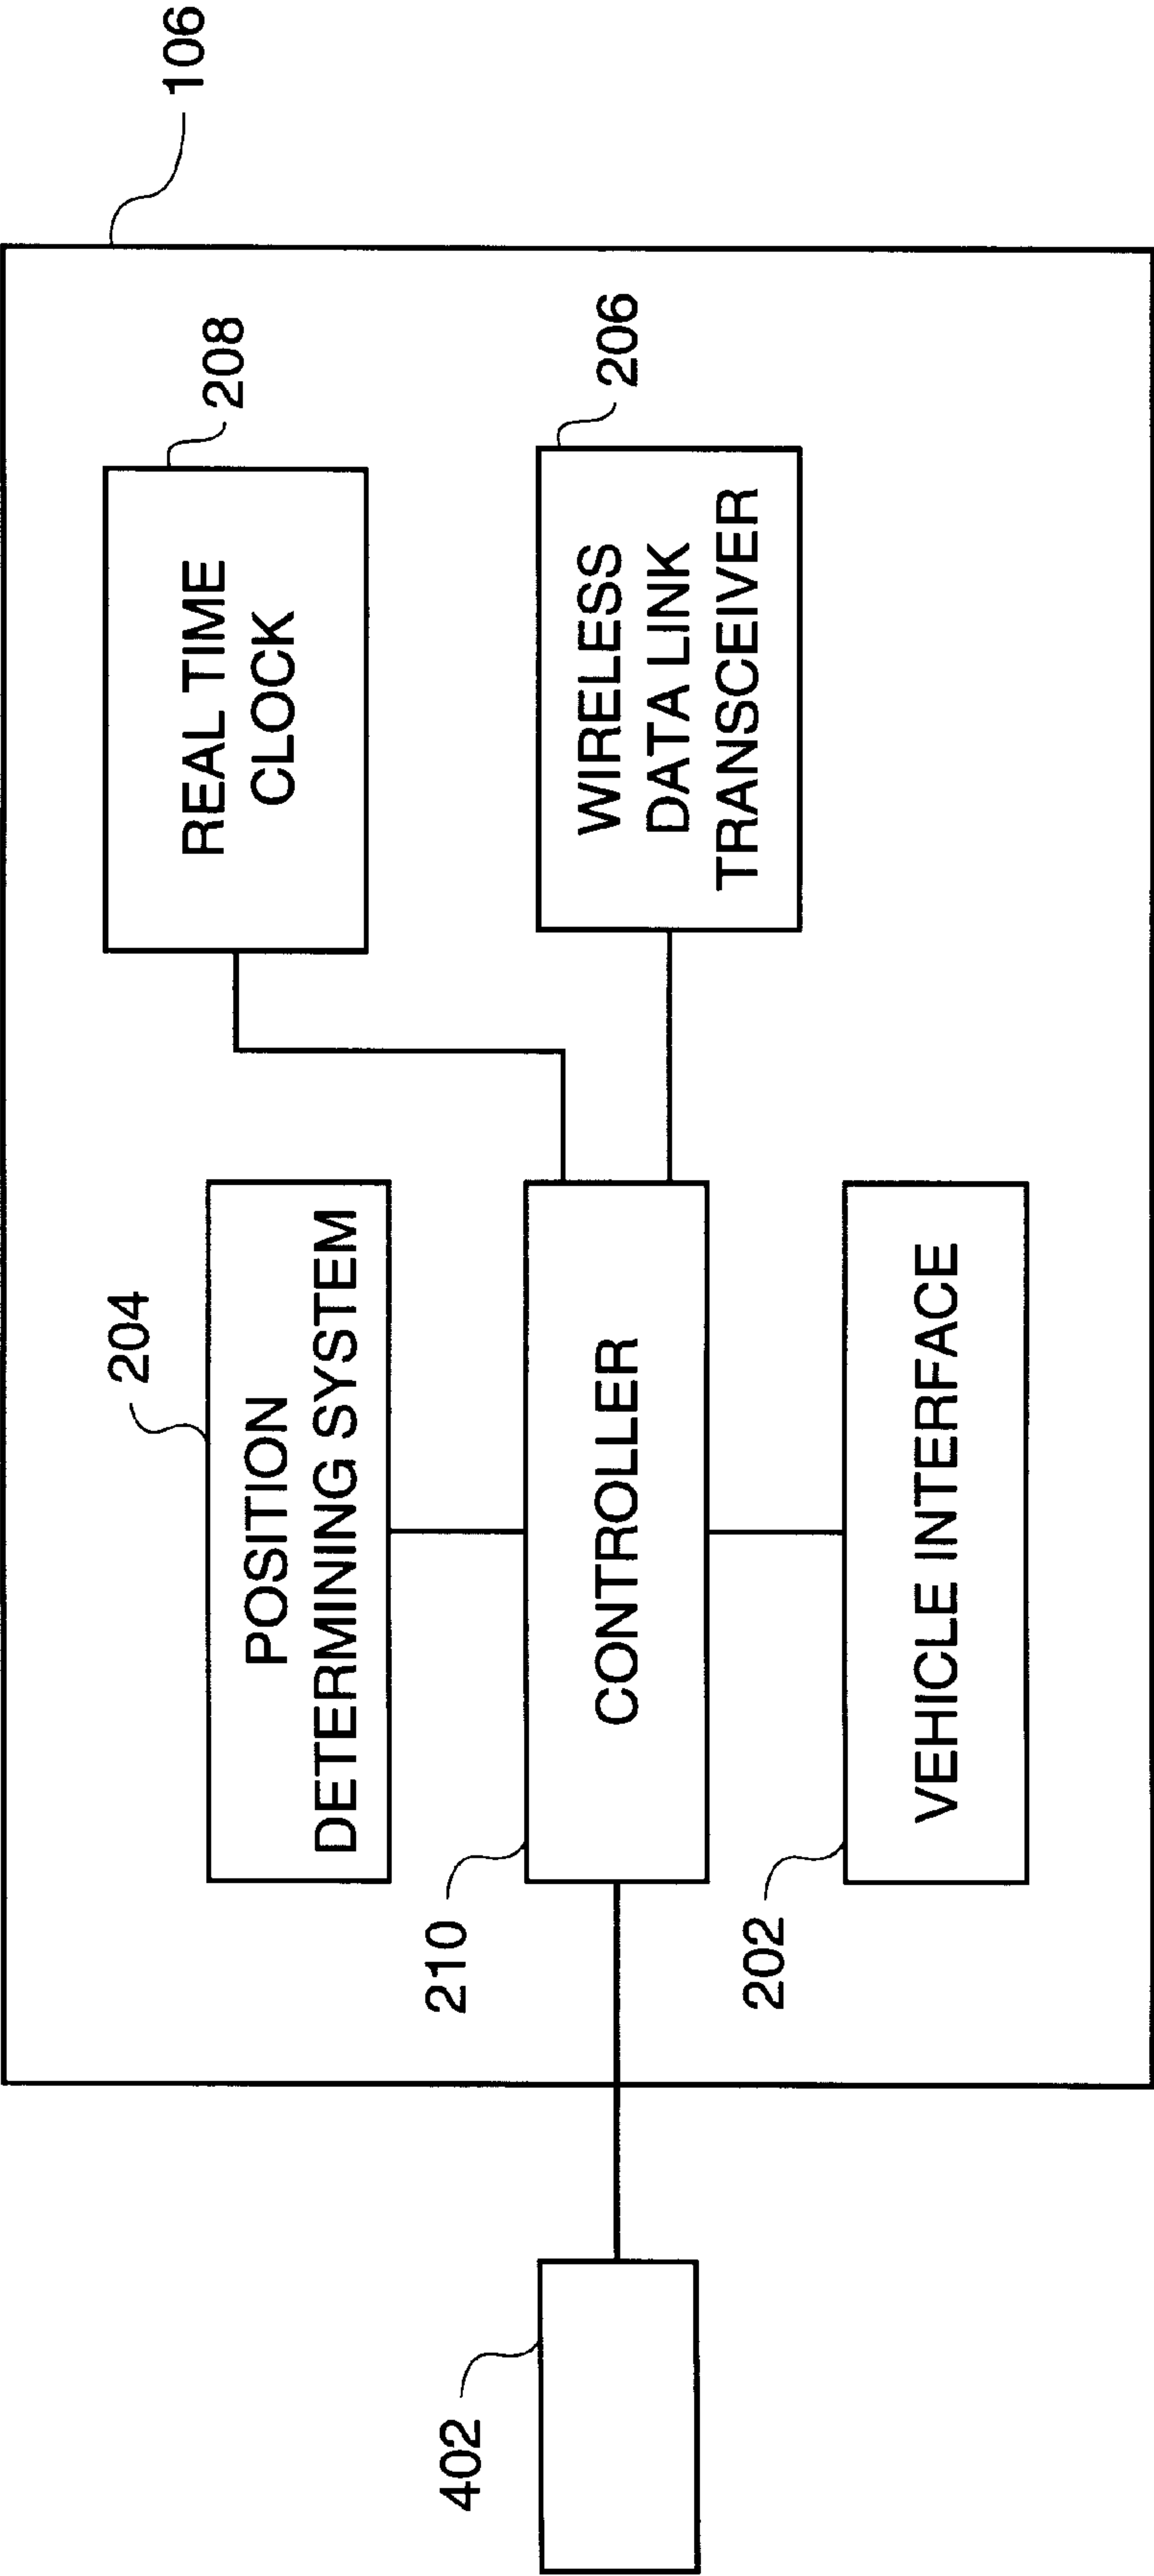 106
208
REAL TIME
CLOCK
204
POSITION
DETERMINING SYSTEM
206
WIRELESS
DATA LINK
TRANSCEIVER
210
CONTROLLER
402
202
VEHICLE INTERFACE